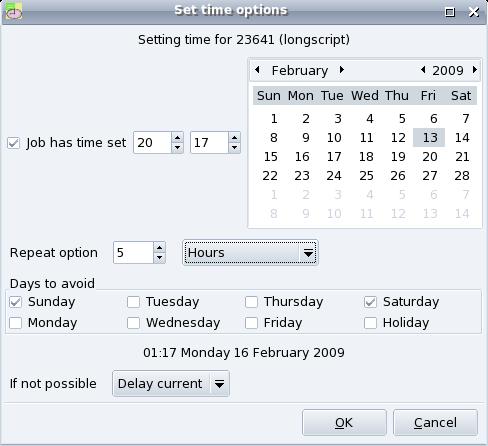 Set time options
Setting time for 23641 (longscript)
February 2009
Sun Mon Tue Wed Thu Fri Sat
1 2 3 4 5 6 7
8 9 10 11 12 13 14
15 16 17 18 19 20 21
22 23 24 25 26 27 28
1 2 3 4 5 6 7
8 9 10 11 12 13 14
Job has time set 20 17
Repeat option 5 Hours
Days to avoid
Sunday Tuesday Thursday Saturday
Monday Wednesday Friday Holiday
01:17 Monday 16 February 2009
If not possible Delay current
OK Cancel